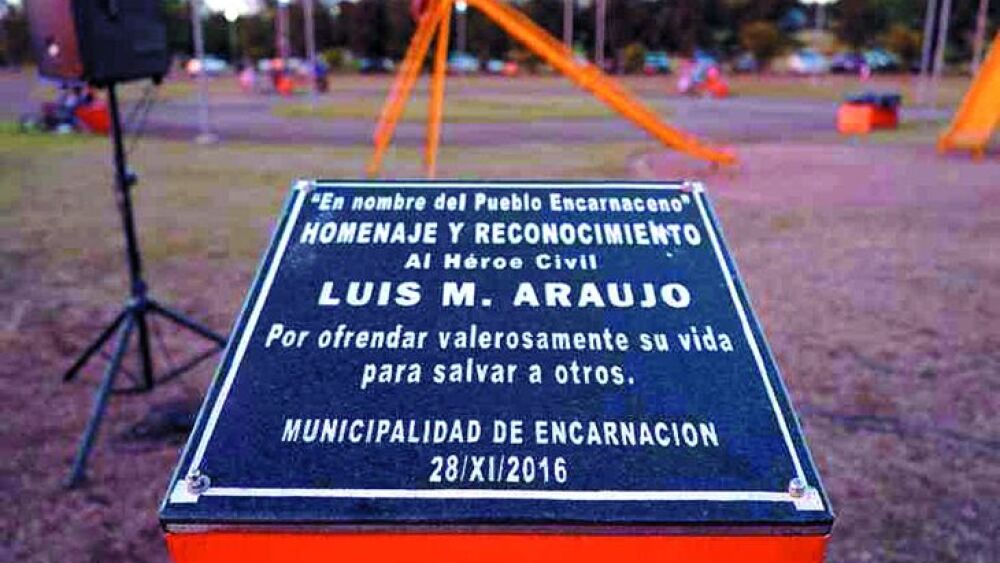 "En nombre del Pueblo Encarnaceno"
HOMENAJE Y RECONOCIMIENTO
Al Héroe Civil
LUIS M. ARAUJO
Por ofrendar valerosamente su vida
para salvar a otros.
MUNICIPALIDAD DE ENCARNACION
28/XI/2016